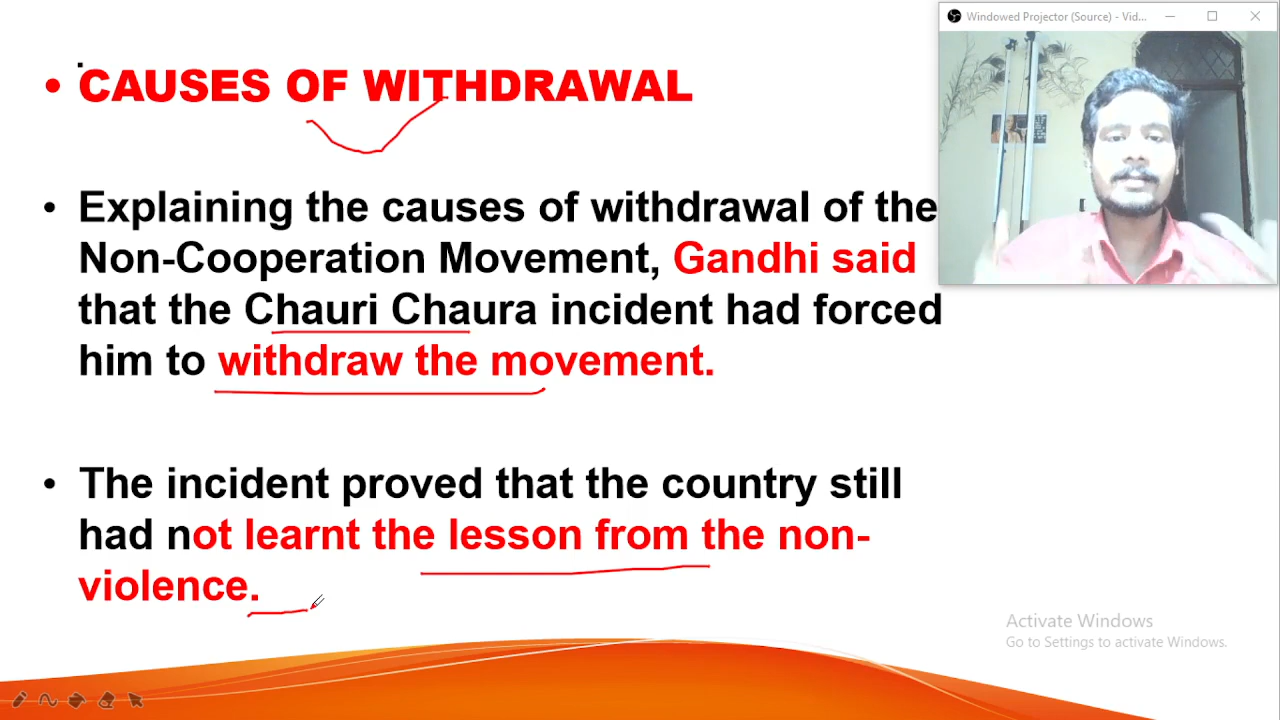 Windowed Projector (Source) - Vid...
• CAUSES OF WITHDRAWAL
• Explaining the causes of withdrawal of the
Non-Cooperation Movement, Gandhi said
that the Chauri Chaura incident had forced
him to withdraw the movement.
• The incident proved that the country still
had not learnt the lesson from the non-
violence.
Activate Windows
Go to Settings to activate Windows.